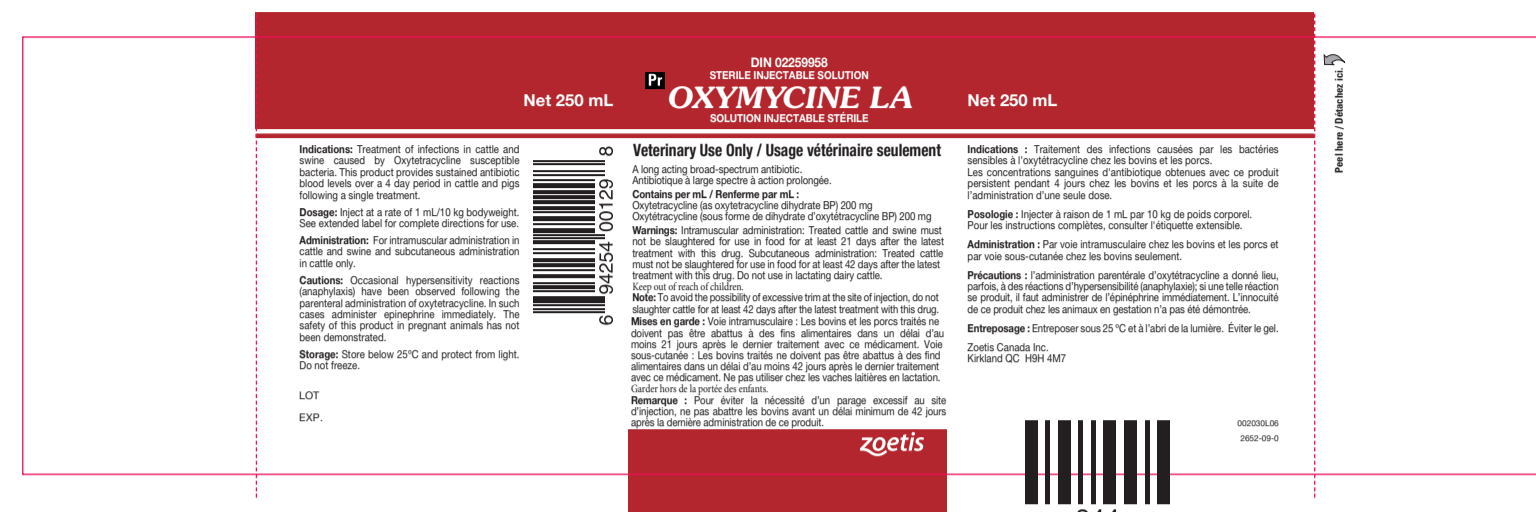 DIN 02259958
STERILE INJECTABLE SOLUTION
Pr
OXYMYCINE LA
SOLUTION INJECTABLE STÉRILE
Net 250 mL
Net 250 mL
Peel here / Détachez ici.
Indications: Treatment of infections in cattle and
swine caused by Oxytetracycline susceptible
bacteria. This product provides sustained antibiotic
blood levels over a 4 day period in cattle and pigs
following a single treatment.
Dosage: Inject at a rate of 1 mL/10 kg bodyweight.
See extended label for complete directions for use.
Administration: For intramuscular administration in
cattle and swine and subcutaneous administration
in cattle only.
Cautions: Occasional hypersensitivity reactions
(anaphylaxis) have been observed following the
parenteral administration of oxytetracycline. In such
cases administer epinephrine immediately. The
safety of this product in pregnant animals has not
been demonstrated.
Storage: Store below 25°C and protect from light.
Do not freeze.
LOT
EXP.
6 94254 00129 8
Veterinary Use Only / Usage vétérinaire seulement
A long acting broad-spectrum antibiotic.
Antibiotique à large spectre à action prolongée.
Contains per mL / Renferme par mL :
Oxytetracycline (as oxytetracycline dihydrate BP) 200 mg
Oxytétracycline (sous forme de dihydrate d'oxytétracycline BP) 200 mg
Warnings: Intramuscular administration: Treated cattle and swine must
not be slaughtered for use in food for at least 21 days after the latest
treatment with this drug. Subcutaneous administration: Treated cattle
must not be slaughtered for use in food for at least 42 days after the latest
treatment with this drug. Do not use in lactating dairy cattle.
Keep out of reach of children.
Note: To avoid the possibility of excessive trim at the site of injection, do not
slaughter cattle for at least 42 days after the latest treatment with this drug.
Mises en garde : Voie intramusculaire : Les bovins et les porcs traités ne
doivent pas être abattus à des fins alimentaires dans un délai d'au
moins 21 jours après le dernier traitement avec ce médicament. Voie
sous-cutanée : Les bovins traités ne doivent pas être abattus à des find
alimentaires dans un délai d'au moins 42 jours après le dernier traitement
avec ce médicament. Ne pas utiliser chez les vaches laitières en lactation.
Garder hors de la portée des enfants.
Remarque : Pour éviter la nécessité d'un parage excessif au site
d'injection, ne pas abattre les bovins avant un délai minimum de 42 jours
après la dernière administration de ce produit.
zoetis
Indications : Traitement des infections causées par les bactéries
sensibles à l'oxytétracycline chez les bovins et les porcs.
Les concentrations sanguines d'antibiotique obtenues avec ce produit
persistent pendant 4 jours chez les bovins et les porcs à la suite de
l'administration d'une seule dose.
Posologie : Injecter à raison de 1 mL par 10 kg de poids corporel.
Pour les instructions complètes, consulter l'étiquette extensible.
Administration : Par voie intramusculaire chez les bovins et les porcs et
par voie sous-cutanée chez les bovins seulement.
Précautions : l'administration parentérale d'oxytétracycline a donné lieu,
parfois, à des réactions d'hypersensibilité (anaphylaxie); si une telle réaction
se produit, il faut administrer de l'épinéphrine immédiatement. L'innocuité
de ce produit chez les animaux en gestation n'a pas été démontrée.
Entreposage : Entreposer sous 25 °C et à l'abri de la lumière. Éviter le gel.
Zoetis Canada Inc.
Kirkland QC H9H 4M7
002030L06
2652-09-0